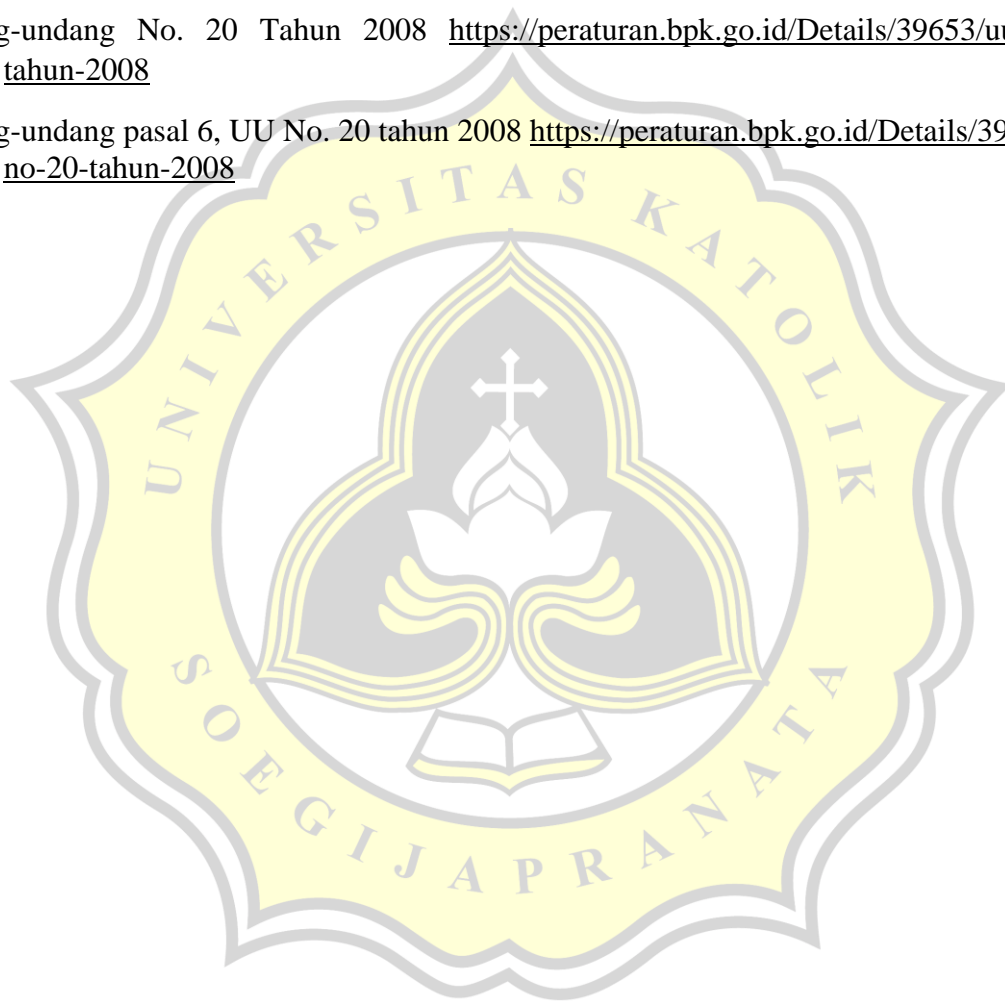 g-undang No. 20 Tahun 2008 https://peraturan.bpk.go.id/Details/39653/uu
tahun-2008
g-undang pasal 6, UU No. 20 tahun 2008 https://peraturan.bpk.go.id/Details/39
no-20-tahun-2008
UNIVERSITAS KATOLIK
SOEGIJAPRANATA